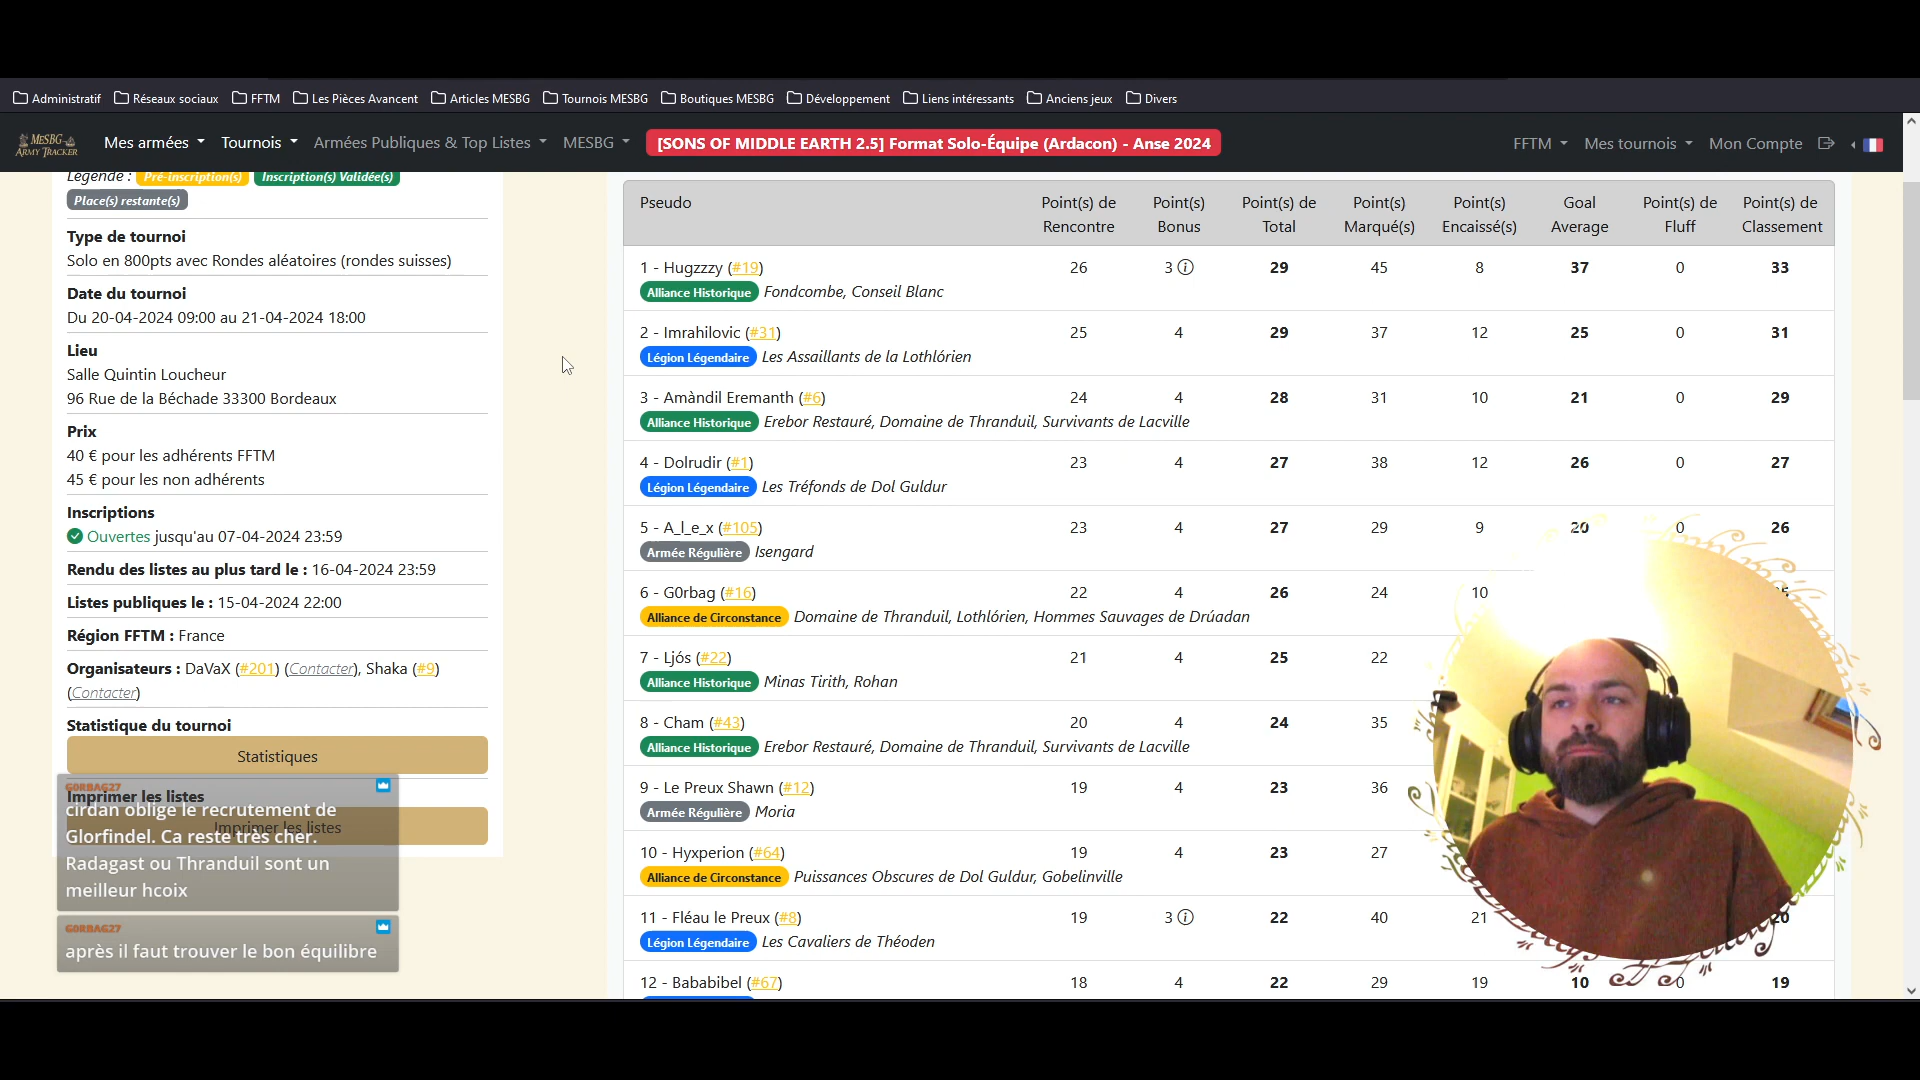 Administratif Réseaux sociaux FFTM Les Pièces Avancent Articles MESBG Tournois MESBG Boutiques MESBG Développement Liens intéressants Anciens jeux Divers
MESBG
ARMY TRACKER
Mes armées Tournois Armées Publiques & Top Listes MESBG [SONS OF MIDDLE EARTH 2.5] Format Solo-Équipe (Ardacon) - Anse 2024 FFTM Mes tournois Mon Compte
Légende : Pré-inscription(s) Inscription(s) Validée(s)
Place(s) restante(s)
Type de tournoi
Solo en 800pts avec Rondes aléatoires (rondes suisses)
Date du tournoi
Du 20-04-2024 09:00 au 21-04-2024 18:00
Lieu
Salle Quintin Loucheur
96 Rue de la Béchade 33300 Bordeaux
Prix
40 € pour les adhérents FFTM
45 € pour les non adhérents
Inscriptions
Ouvertes jusqu'au 07-04-2024 23:59
Rendu des listes au plus tard le : 16-04-2024 23:59
Listes publiques le : 15-04-2024 22:00
Région FFTM : France
Organisateurs : DaVaX (#201) (Contacter), Shaka (#9)
(Contacter)
Statistique du tournoi
Statistiques
Imprimer les listes
Imprimer les listes
G0RBAG27
cirdan oblige le recrutement de
Glorfindel. Ca reste très cher.
Radagast ou Thranduil sont un
meilleur hcoix
G0RBAG27
après il faut trouver le bon équilibre
Pseudo Point(s) de Rencontre Point(s) Bonus Point(s) de Total Point(s) Marqué(s) Point(s) Encaissé(s) Goal Average Point(s) de Fluff Point(s) de Classement
1 - Hugzzzy (#19) 26 3 29 45 8 37 0 33
Alliance Historique Fondcombe, Conseil Blanc
2 - Imrahilovic (#31) 25 4 29 37 12 25 0 31
Légion Légendaire Les Assaillants de la Lothlórien
3 - Amàndil Eremanth (#6) 24 4 28 31 10 21 0 29
Alliance Historique Erebor Restauré, Domaine de Thranduil, Survivants de Lacville
4 - Dolrudir (#1) 23 4 27 38 12 26 0 27
Légion Légendaire Les Tréfonds de Dol Guldur
5 - A_l_e_x (#105) 23 4 27 29 9 20 0 26
Armée Régulière Isengard
6 - G0rbag (#16) 22 4 26 24 10
Alliance de Circonstance Domaine de Thranduil, Lothlórien, Hommes Sauvages de Drúadan
7 - Ljós (#22) 21 4 25 22
Alliance Historique Minas Tirith, Rohan
8 - Cham (#43) 20 4 24 35
Alliance Historique Erebor Restauré, Domaine de Thranduil, Survivants de Lacville
9 - Le Preux Shawn (#12) 19 4 23 36
Armée Régulière Moria
10 - Hyxperion (#64) 19 4 23 27
Alliance de Circonstance Puissances Obscures de Dol Guldur, Gobelinville
11 - Fléau le Preux (#8) 19 3 22 40 21 20
Légion Légendaire Les Cavaliers de Théoden
12 - Bababibel (#67) 18 4 22 29 19 10 0 19